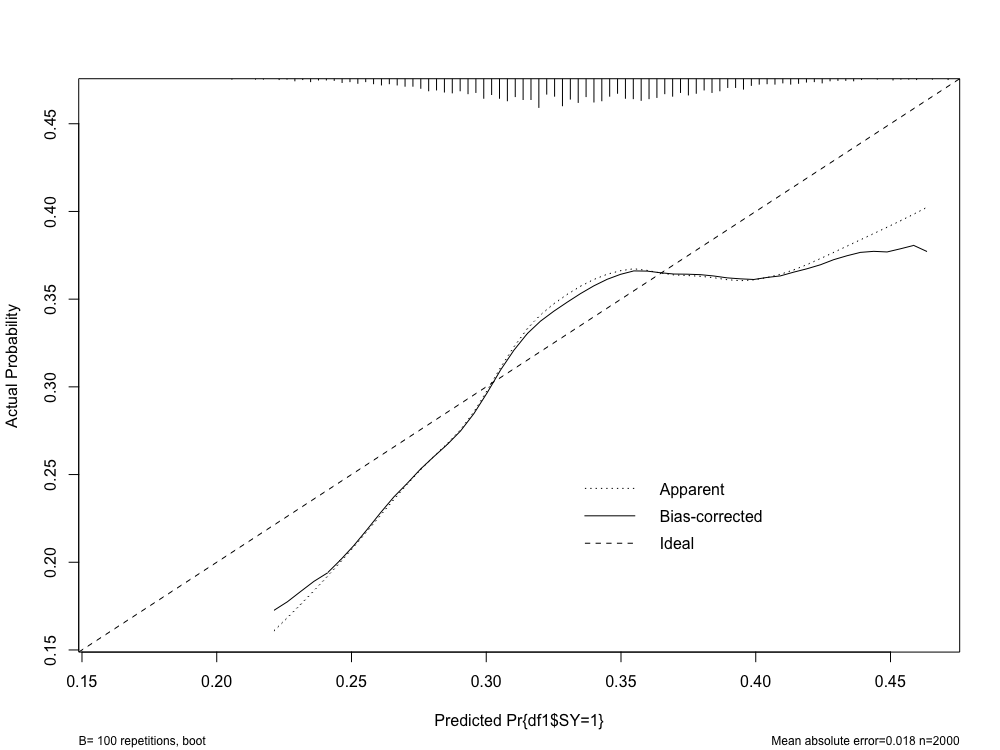 0.45
0.40
0.35
0.30
0.25
0.20
0.15
Actual Probability
Apparent
Bias-corrected
Ideal
0.15 0.20 0.25 0.30 0.35 0.40 0.45
Predicted Pr{df1$SY=1}
B= 100 repetitions, boot
Mean absolute error=0.018 n=2000